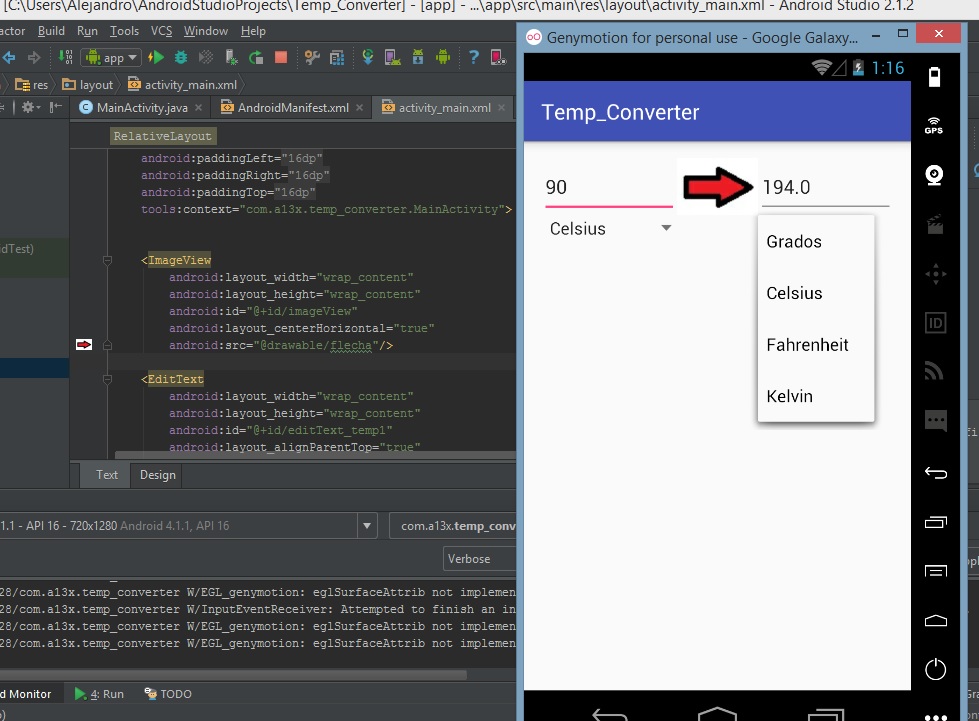 [C:\Users\Alejandro\AndroidStudioProjects\Temp_Converter] - [app] - ...\app\src\main\res\layout\activity_main.xml - Android Studio 2.1.2
actor Build Run Tools VCS Window Help
app
res layout activity_main.xml
MainActivity.java AndroidManifest.xml activity_main.xml
RelativeLayout
android:paddingLeft="16dp"
android:paddingRight="16dp"
android:paddingTop="16dp"
tools:context="com.a13x.temp_converter.MainActivity">
idTest)
<ImageView
android:layout_width="wrap_content"
android:layout_height="wrap_content"
android:id="@+id/imageView"
android:layout_centerHorizontal="true"
android:src="@drawable/flecha"/>
<EditText
android:layout_width="wrap_content"
android:layout_height="wrap_content"
android:id="@+id/editText_temp1"
android:layout_alignParentTop="true"
Text Design
1.1 - API 16 - 720x1280 Android 4.1.1, API 16
com.a13x.temp_conv
Verbose
28/com.a13x.temp_converter W/EGL_genymotion: eglSurfaceAttrib not implemen
28/com.a13x.temp_converter W/InputEventReceiver: Attempted to finish an in
28/com.a13x.temp_converter W/EGL_genymotion: eglSurfaceAttrib not implemen
28/com.a13x.temp_converter W/EGL_genymotion: eglSurfaceAttrib not implemen
d Monitor 4: Run TODO
Genymotion for personal use - Google Galaxy...
1:16
Temp_Converter
90 194.0
Celsius
Grados
Celsius
Fahrenheit
Kelvin
GPS
ID